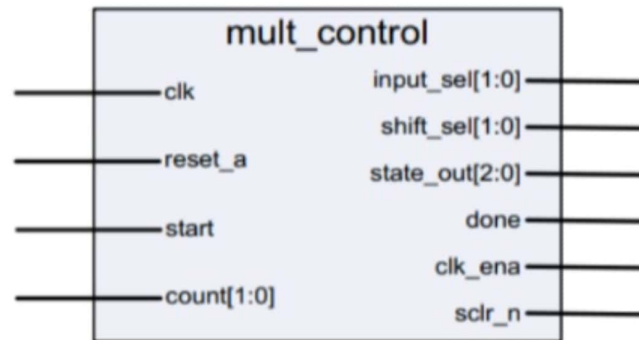 mult_control
clk
reset_a
start
count[1:0]
input_sel[1:0]
shift_sel[1:0]
state_out[2:0]
done
clk_ena
sclr_n